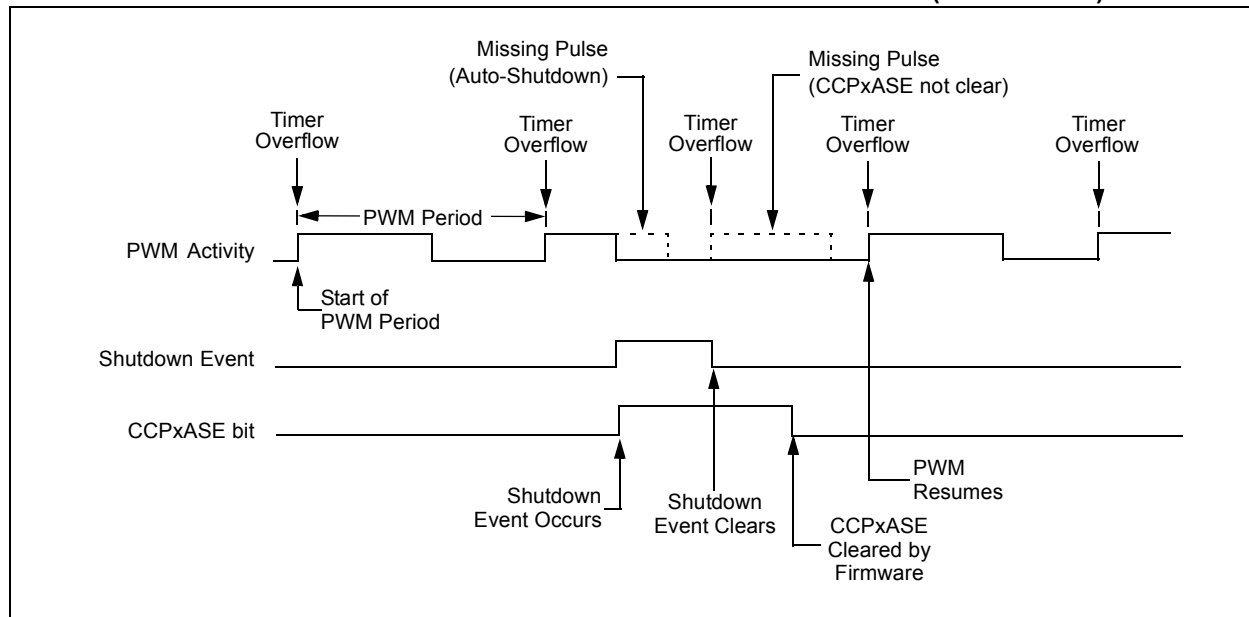 Missing Pulse
(Auto-Shutdown)
Missing Pulse
(CCPxASE not clear)
Timer
Overflow
Timer
Overflow
Timer
Overflow
Timer
Overflow
Timer
Overflow
PWM Period
PWM Activity
Start of
PWM Period
Shutdown Event
CCPxASE bit
Shutdown
Event Occurs
Shutdown
Event Clears
CCPxASE
Cleared by
Firmware
PWM
Resumes